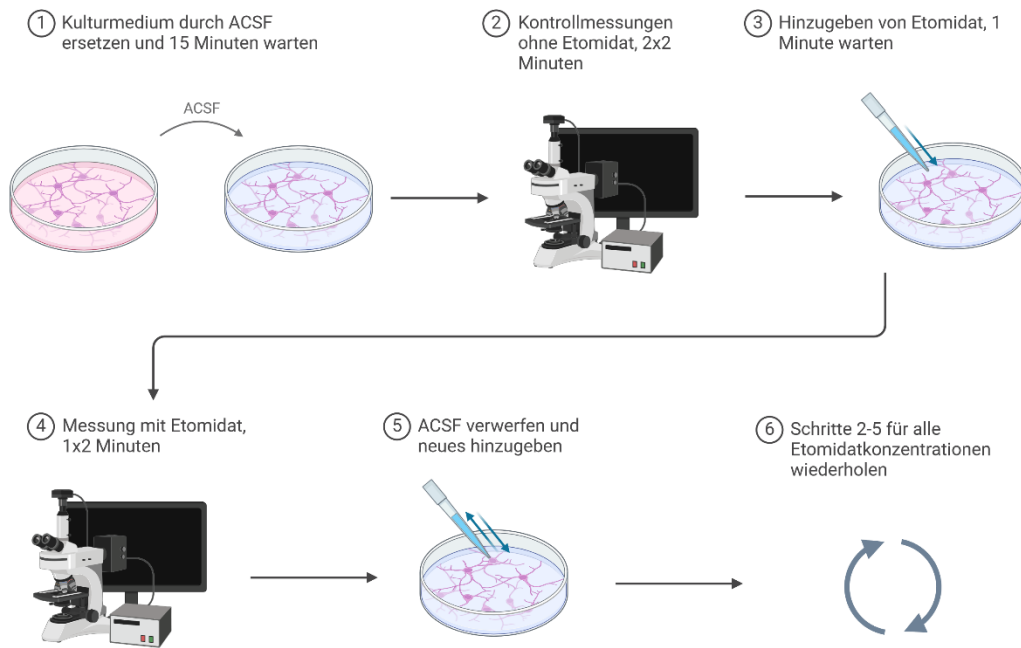 1 Kulturmedium durch ACSF
ersetzen und 15 Minuten warten
2 Kontrollmessungen
ohne Etomidat, 2x2
Minuten
3 Hinzugeben von Etomidat, 1
Minute warten
ACSF
4 Messung mit Etomidat,
1x2 Minuten
5 ACSF verwerfen und
neues hinzugeben
6 Schritte 2-5 für alle
Etomidatkonzentrationen
wiederholen